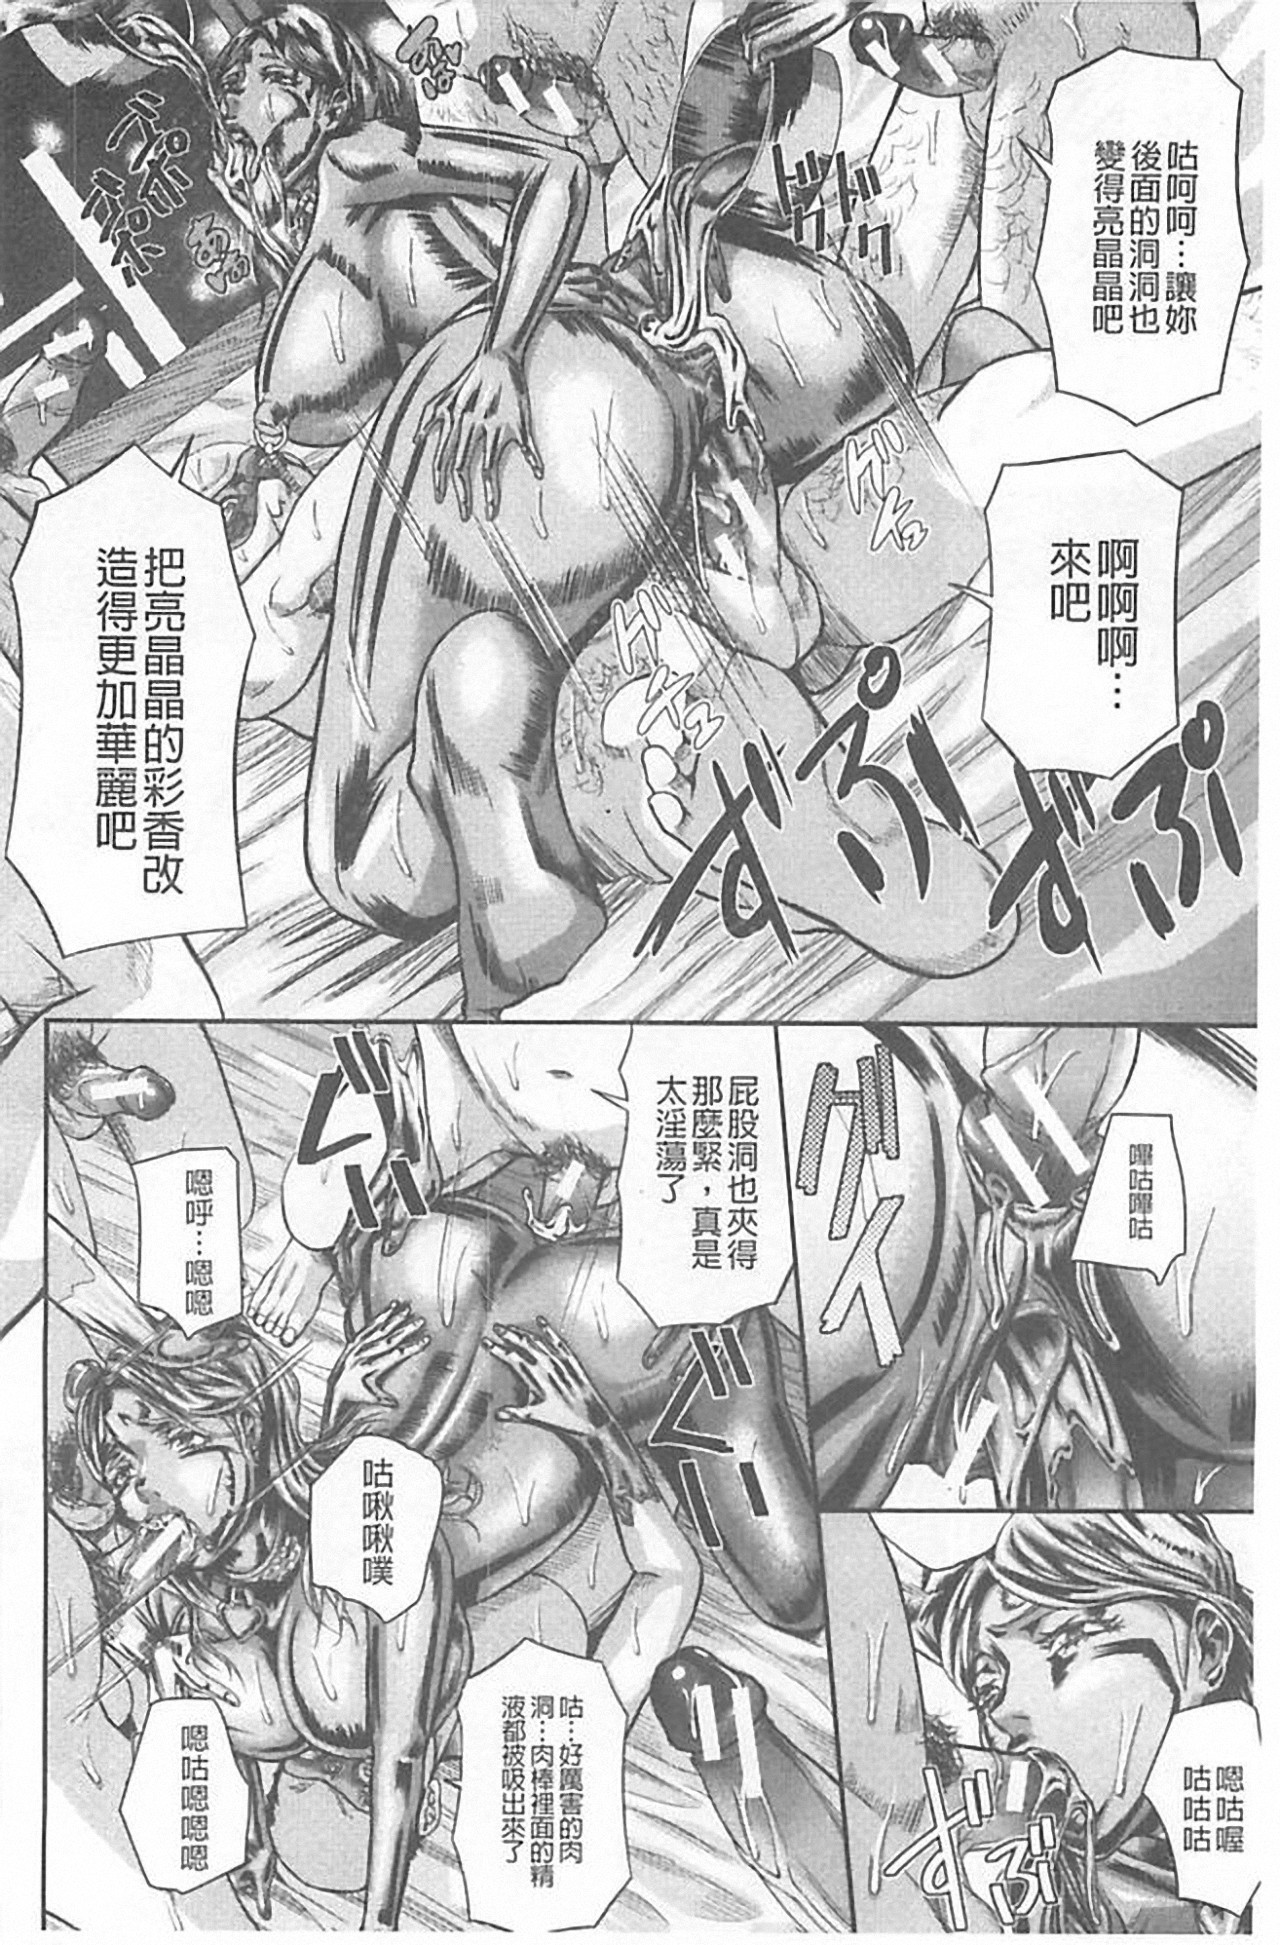 咕呵呵…讓妳
後面的洞洞也
變得亮晶晶吧
啊啊啊…
來吧
把亮晶晶的彩香改
造得更加華麗吧
嗶咕嗶咕
屁股洞也夾得
那麼緊，真是
太淫蕩了
嗯呼…嗯嗯
咕啾啾噗
嗯咕喔
咕咕咕
咕…好厲害的肉
洞…肉棒裡面的精
液都被吸出來了
嗯咕嗯嗯嗯